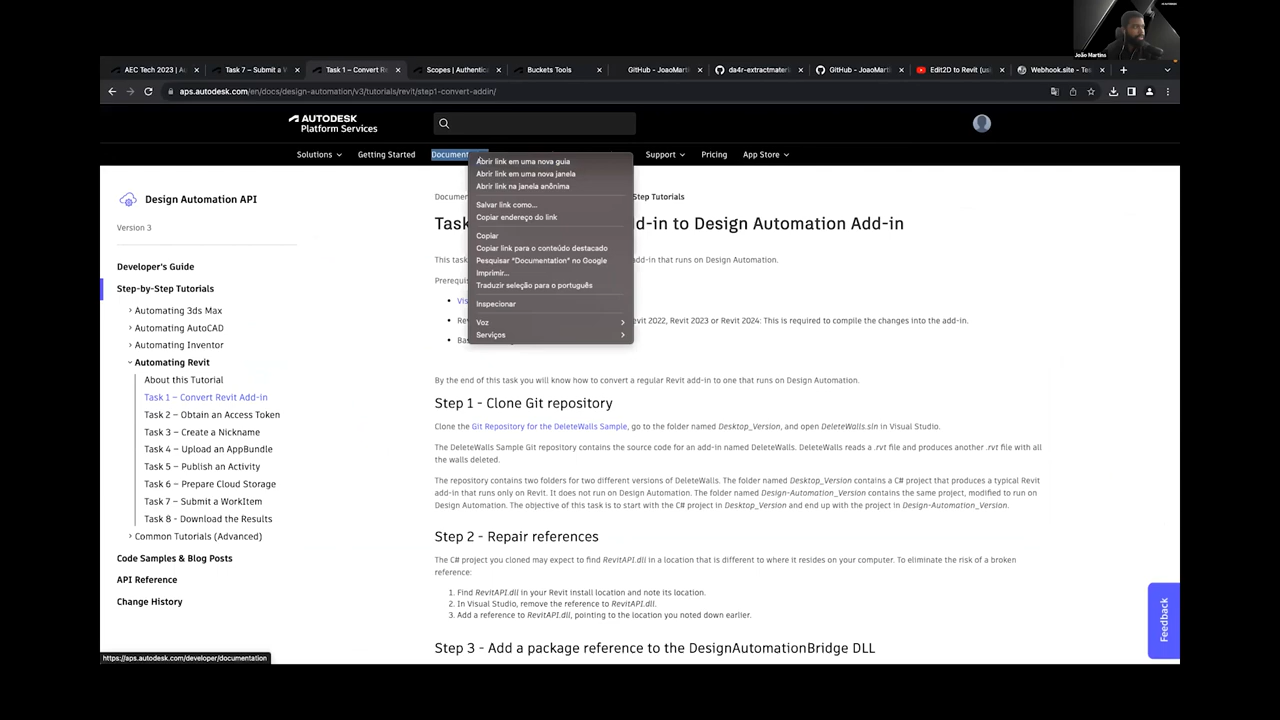 João Martins
AEC Tech 2023 | Au
Task 7 – Submit a W
Task 1 – Convert Re
Scopes | Authentica
Buckets Tools
GitHub - JoaoMarti
da4r-extractmateri
GitHub - JoaoMarti
Edit2D to Revit (us
Webhook.site - Tes
aps.autodesk.com/en/docs/design-automation/v3/tutorials/revit/step1-convert-addin/
AUTODESK
Platform Services
Solutions
Getting Started
Document
Support
Pricing
App Store
Abrir link em uma nova guia
Abrir link em uma nova janela
Abrir link na janela anônima
Salvar link como...
Copiar endereço do link
Copiar
Copiar link para o conteúdo destacado
Pesquisar "Documentation" no Google
Imprimir...
Traduzir seleção para o português
Inspecionar
Voz
Serviços
Design Automation API
Version 3
Developer's Guide
Step-by-Step Tutorials
Automating 3ds Max
Automating AutoCAD
Automating Inventor
Automating Revit
About this Tutorial
Task 1 – Convert Revit Add-in
Task 2 – Obtain an Access Token
Task 3 – Create a Nickname
Task 4 – Upload an AppBundle
Task 5 – Publish an Activity
Task 6 – Prepare Cloud Storage
Task 7 – Submit a WorkItem
Task 8 - Download the Results
Common Tutorials (Advanced)
Code Samples & Blog Posts
API Reference
Change History
Documen Step Tutorials
Task d-in to Design Automation Add-in
This task add-in that runs on Design Automation.
Prerequis
Vis
Rev evit 2022, Revit 2023 or Revit 2024: This is required to compile the changes into the add-in.
Bas
By the end of this task you will know how to convert a regular Revit add-in to one that runs on Design Automation.
Step 1 - Clone Git repository
Clone the Git Repository for the DeleteWalls Sample, go to the folder named Desktop_Version, and open DeleteWalls.sln in Visual Studio.
The DeleteWalls Sample Git repository contains the source code for an add-in named DeleteWalls. DeleteWalls reads a .rvt file and produces another .rvt file with all
the walls deleted.
The repository contains two folders for two different versions of DeleteWalls. The folder named Desktop_Version contains a C# project that produces a typical Revit
add-in that runs only on Revit. It does not run on Design Automation. The folder named Design-Automation_Version contains the same project, modified to run on
Design Automation. The objective of this task is to start with the C# project in Desktop_Version and end up with the project in Design-Automation_Version.
Step 2 - Repair references
The C# project you cloned may expect to find RevitAPI.dll in a location that is different to where it resides on your computer. To eliminate the risk of a broken
reference:
1. Find RevitAPI.dll in your Revit install location and note its location.
2. In Visual Studio, remove the reference to RevitAPI.dll.
3. Add a reference to RevitAPI.dll, pointing to the location you noted down earlier.
Step 3 - Add a package reference to the DesignAutomationBridge DLL
Feedback
https://aps.autodesk.com/developer/documentation